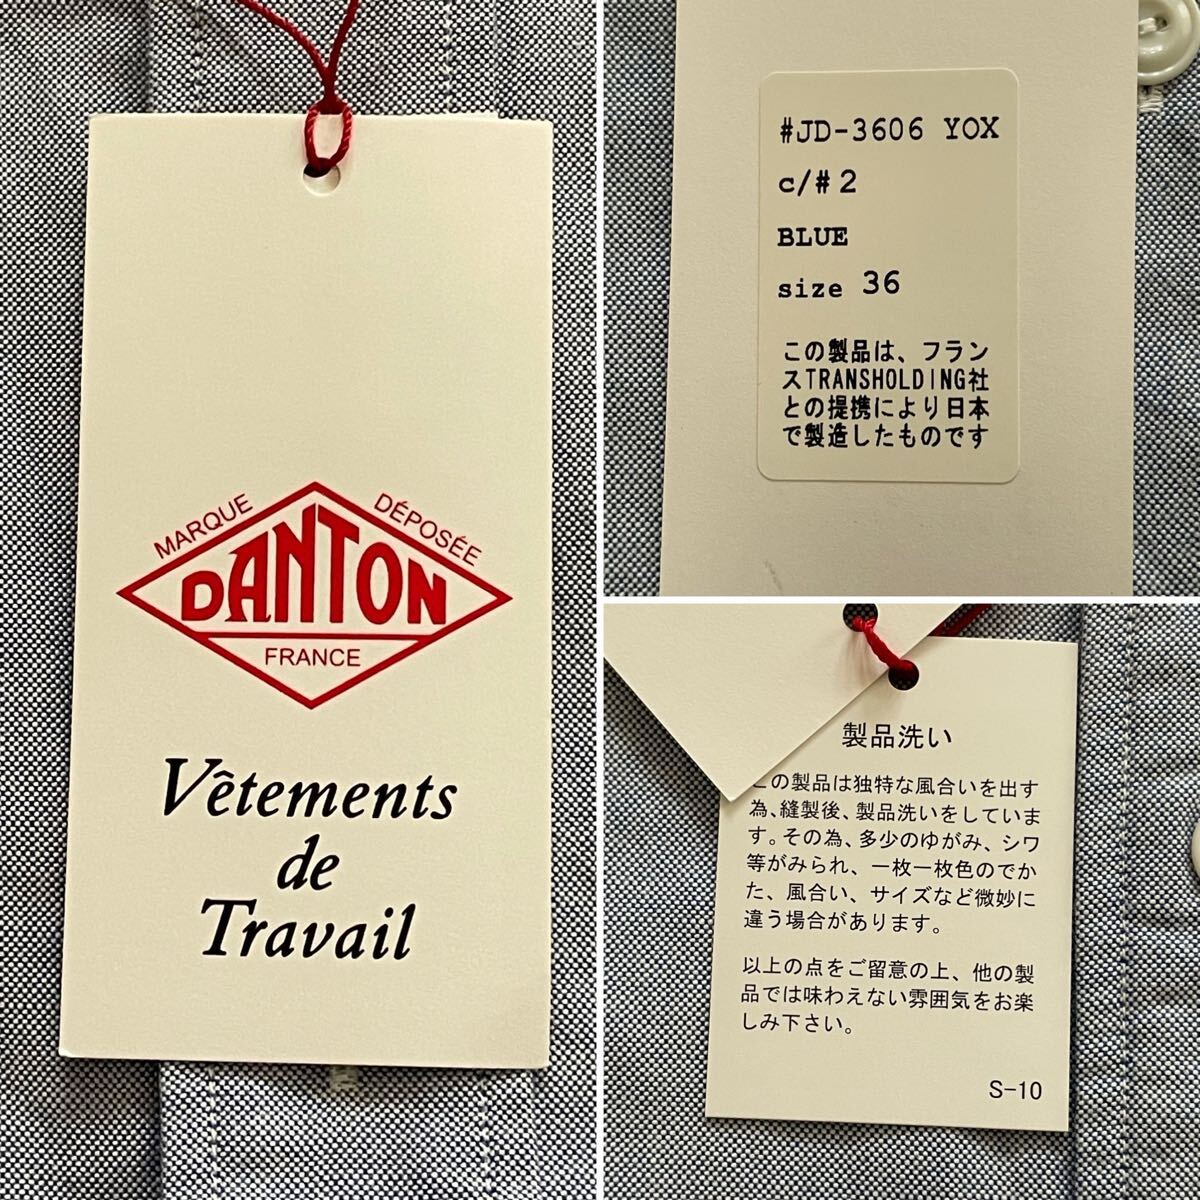 MARQUE DÉPOSÉE
DANTON
FRANCE
Vêtements
de
Travail
#JD-3606 YOX
c/# 2
BLUE
size 36
この製品は、フラン
スTRANSHOLDING社
との提携により日本
で製造したものです
製品洗い
この製品は独特な風合いを出す
為、縫製後、製品洗いをしていま
す。その為、多少のゆがみ、シワ
等がみられ、一枚一枚色のでか
た、風合い、サイズなど微妙に
違う場合があります。
以上の点をご留意の上、他の製
品では味わえない雰囲気をお楽
しみ下さい。
S-10